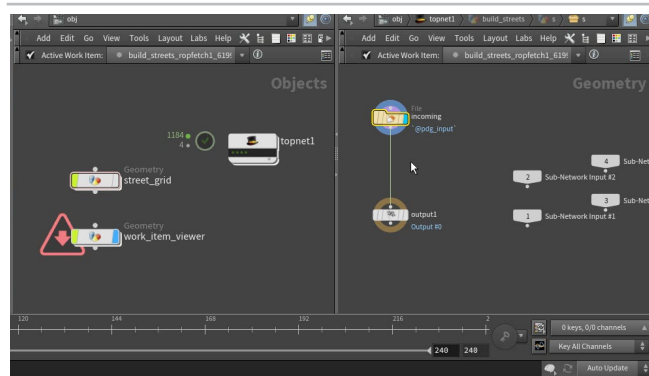 obj
obj topnet1 build_streets s s
Add Edit Go View Tools Layout Labs Help
Add Edit Go View Tools Layout Labs Help
Active Work Item: build_streets_ropfetch1_619
Active Work Item: build_streets_ropfetch1_619
Objects
Geometry
File
incoming
`@pdg_input`
1184
4
topnet1
Geometry
street_grid
4 Sub-Net
2 Sub-Network Input #2
3 Sub-Net
1 Sub-Network Input #1
output1
Output #0
Geometry
work_item_viewer
120 144 168 192 216 2
0 keys, 0/0 channels
240 240
Key All Channels
Auto Update